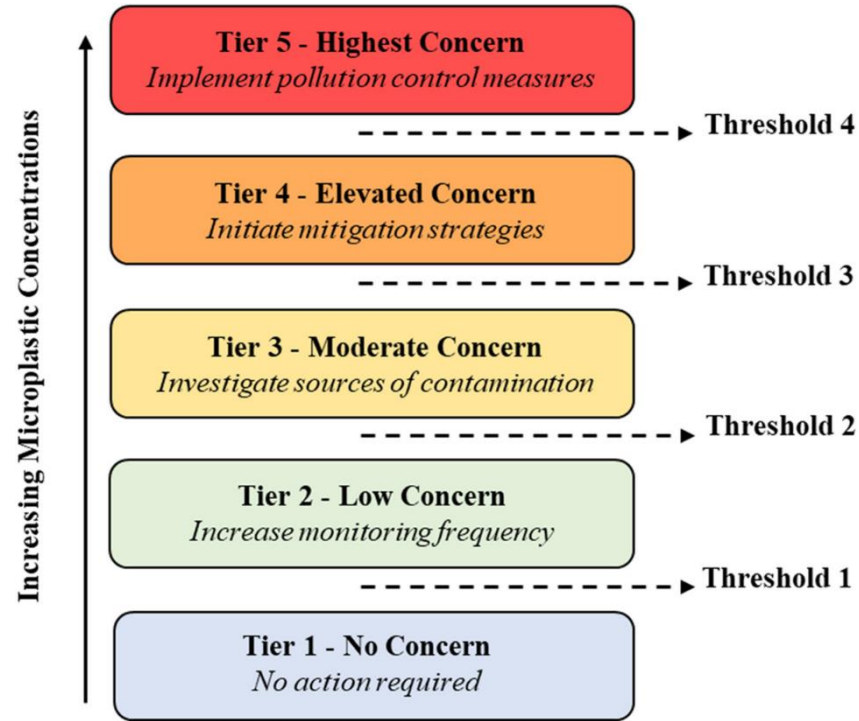 Increasing Microplastic Concentrations
Tier 5 - Highest Concern
Implement pollution control measures
Threshold 4
Tier 4 - Elevated Concern
Initiate mitigation strategies
Threshold 3
Tier 3 - Moderate Concern
Investigate sources of contamination
Threshold 2
Tier 2 - Low Concern
Increase monitoring frequency
Threshold 1
Tier 1 - No Concern
No action required